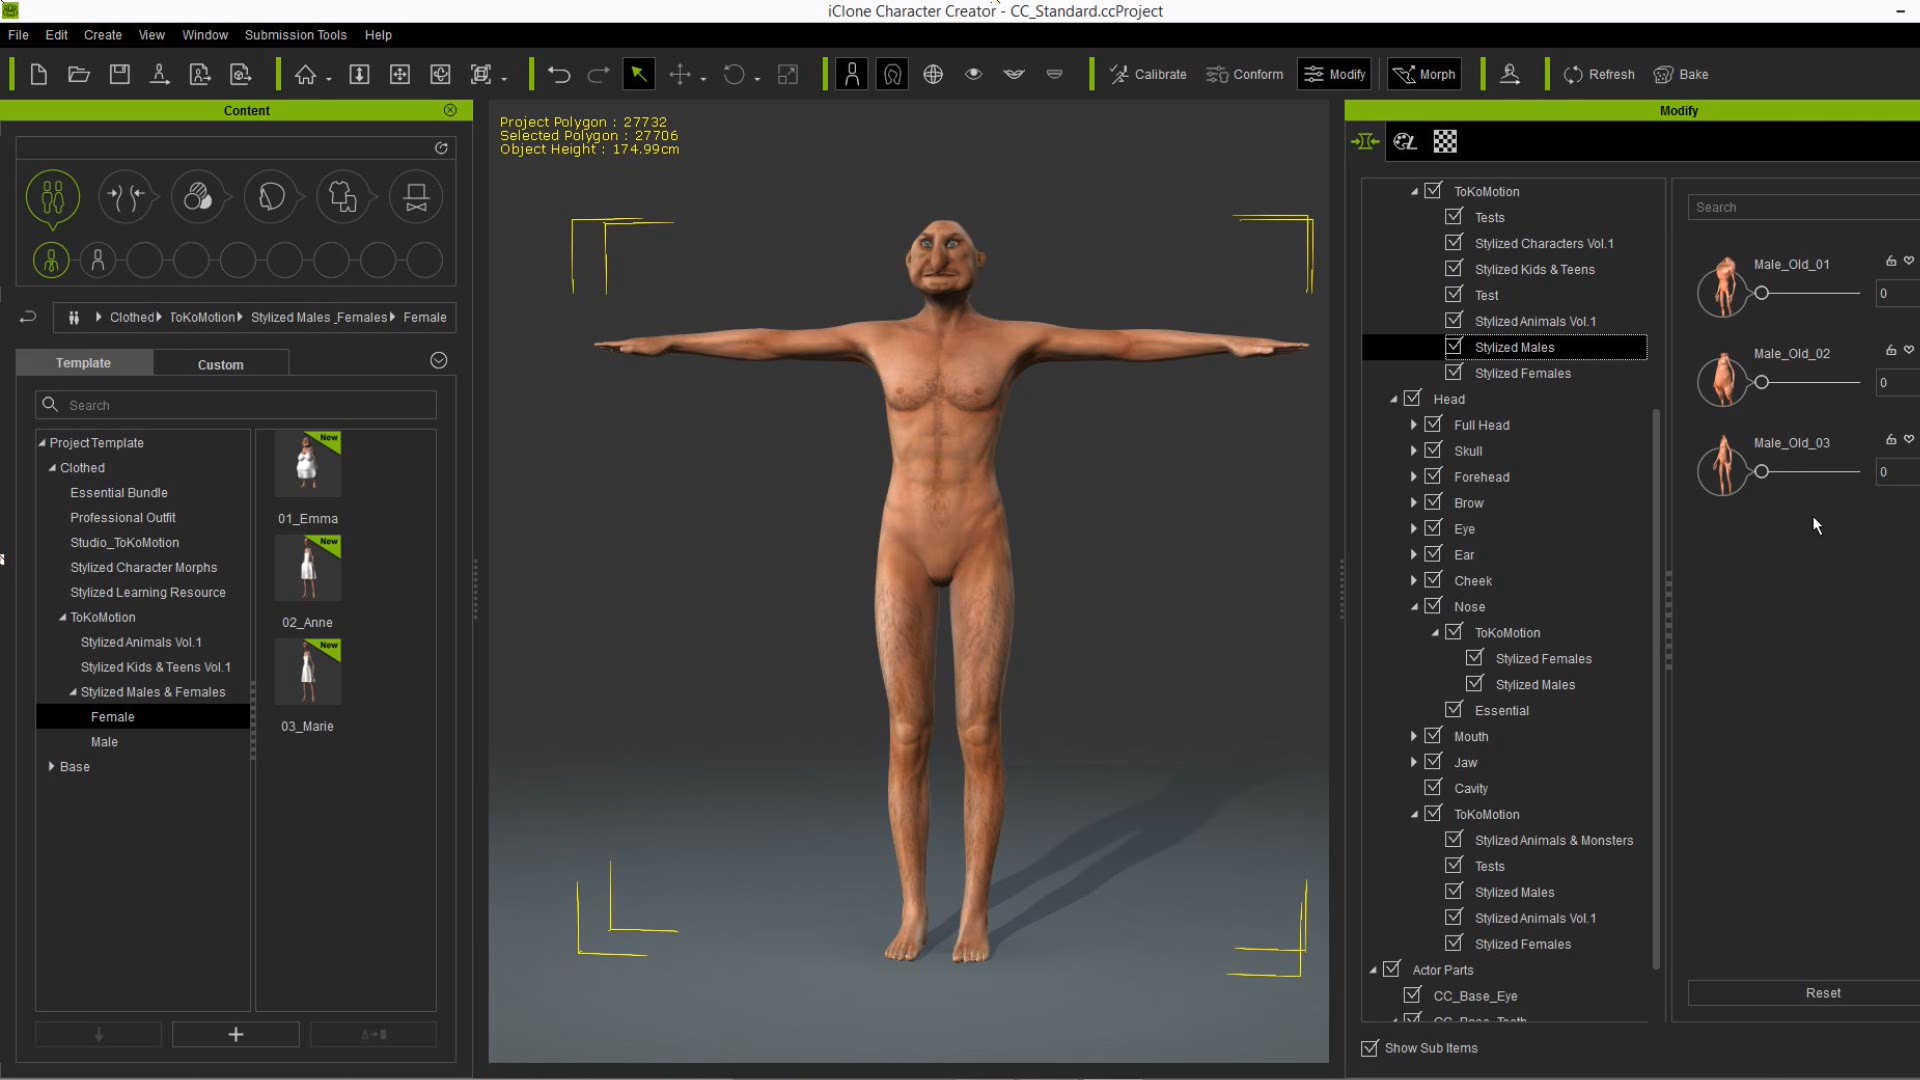 iClone Character Creator - CC_Standard.ccProject
File Edit Create View Window Submission Tools Help
Calibrate Conform Modify Morph Refresh Bake
Content
Clothed ToKoMotion Stylized Males _Females Female
Template Custom
Search
Project Template
Clothed
Essential Bundle
Professional Outfit
Studio_ToKoMotion
Stylized Character Morphs
Stylized Learning Resource
ToKoMotion
Stylized Animals Vol.1
Stylized Kids & Teens Vol.1
Stylized Males & Females
Female
Male
Base
New
01_Emma
New
02_Anne
New
03_Marie
Project Polygon : 27732
Selected Polygon : 27706
Object Height : 174.99cm
Modify
ToKoMotion
Tests
Stylized Characters Vol.1
Stylized Kids & Teens
Test
Stylized Animals Vol.1
Stylized Males
Stylized Females
Head
Full Head
Skull
Forehead
Brow
Eye
Ear
Cheek
Nose
ToKoMotion
Stylized Females
Stylized Males
Essential
Mouth
Jaw
Cavity
ToKoMotion
Stylized Animals & Monsters
Tests
Stylized Males
Stylized Animals Vol.1
Stylized Females
Actor Parts
CC_Base_Eye
CC_Base_Teeth
Show Sub Items
Search
Male_Old_01
0
Male_Old_02
0
Male_Old_03
0
Reset